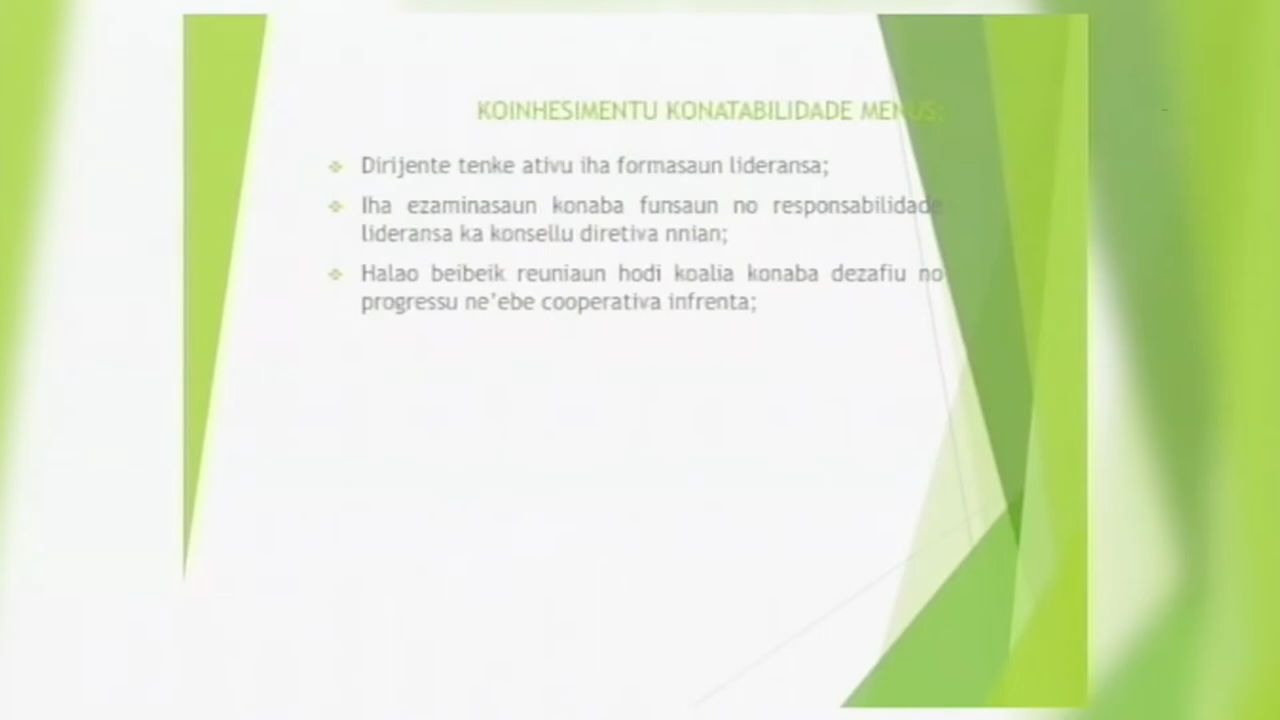 KOINHESIMENTU KONATABILIDADE MENUS:
Dirijente tenke ativu iha formasaun lideransa;
Iha ezaminasaun konaba funsaun no responsabilidade
lideransa ka konsellu diretiva nnian;
Halao beibeik reuniaun hodi koalia konaba dezafiu no
progressu ne’ebe cooperativa infrenta;